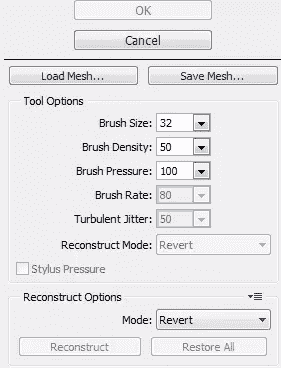 OK
Cancel
Load Mesh... Save Mesh...
Tool Options
Brush Size: 32
Brush Density: 50
Brush Pressure: 100
Brush Rate: 80
Turbulent Jitter: 50
Reconstruct Mode: Revert
Stylus Pressure
Reconstruct Options
Mode: Revert
Reconstruct Restore All